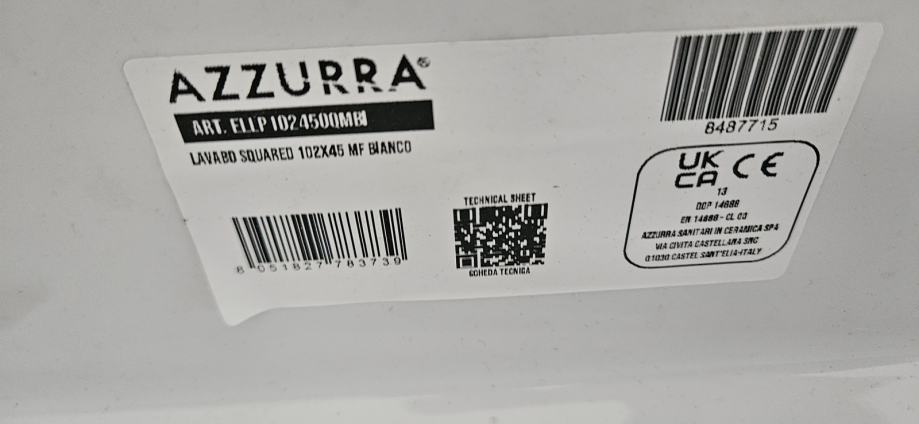 AZZURRA®
ART. ELLP1024500MBI
LAVABO SQUARED 102X45 MF BIANCO
8 051827 783739
TECHNICAL SHEET
SCHEDA TECNICA
8487715
UK CA CE
13
DOP 14688
EN 14688 - CL 00
AZZURRA SANITARI IN CERAMICA SPA
VIA CIVITA CASTELLANA SNC
01030 CASTEL SANT'ELIA-ITALY